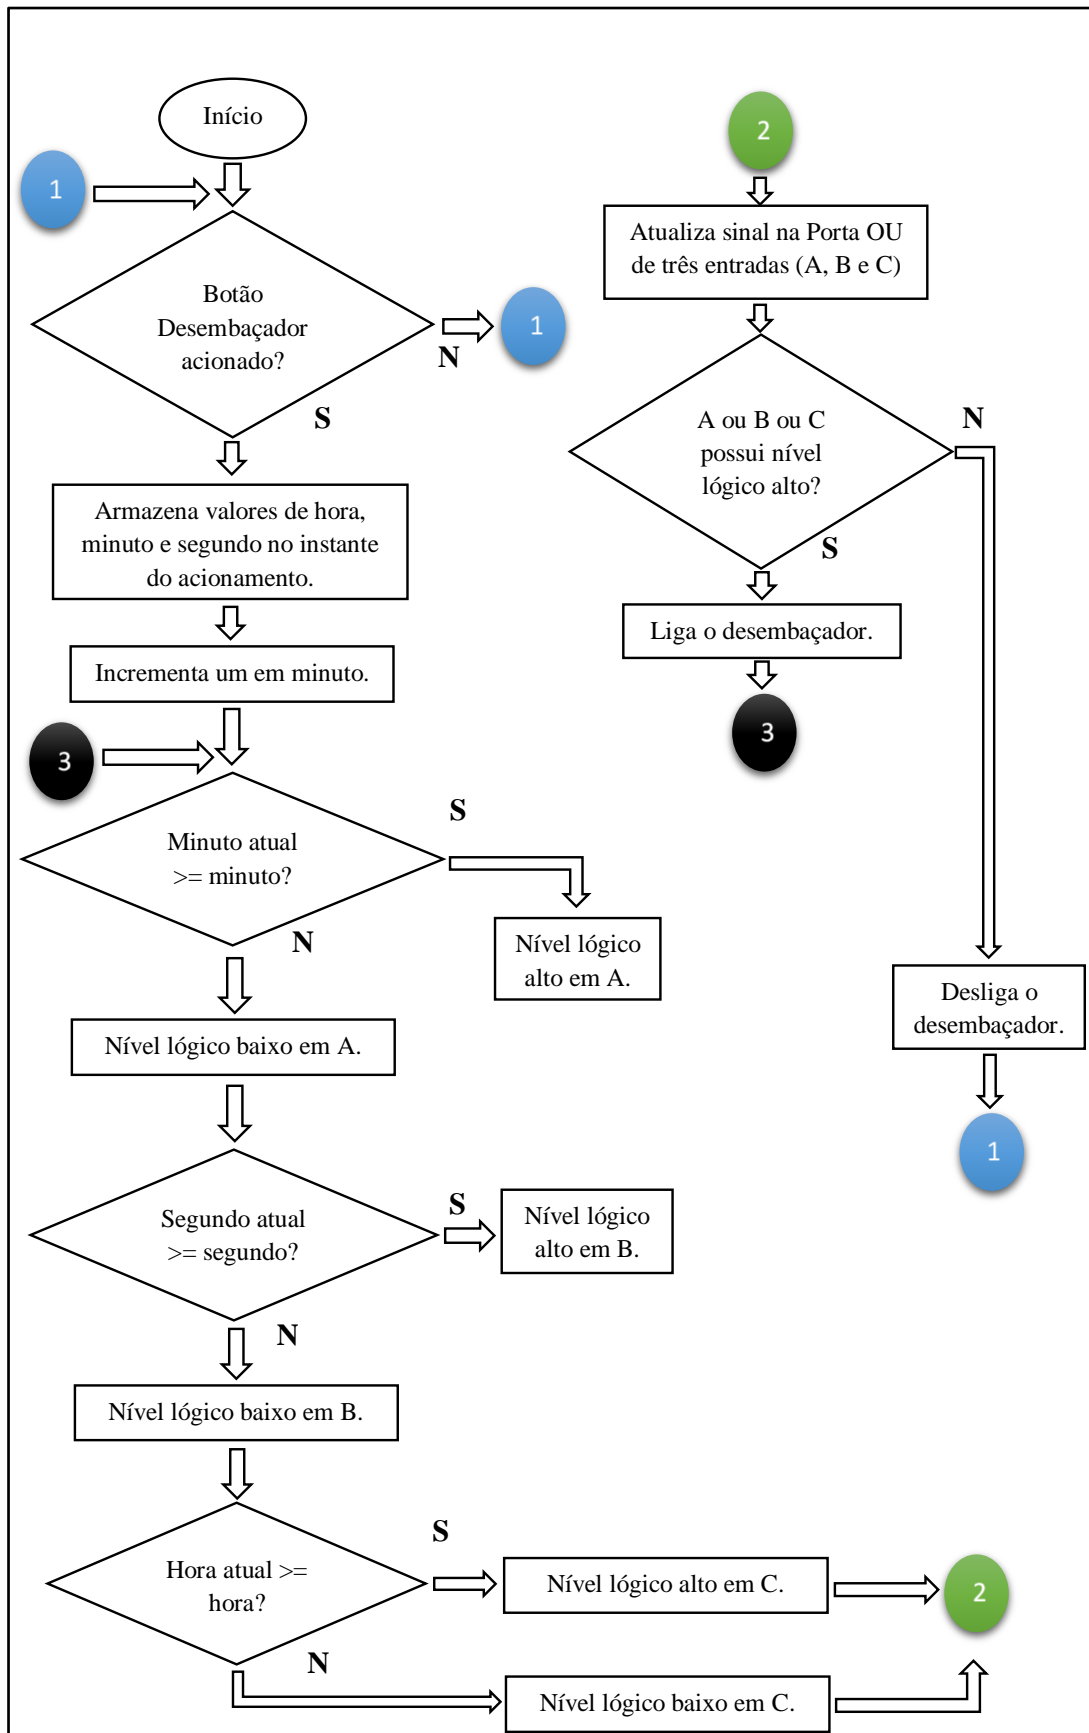 Início
1
Botão
Desembaçador
acionado?
N
1
S
Armazena valores de hora,
minuto e segundo no instante
do acionamento.
Incrementa um em minuto.
3
Minuto atual
>= minuto?
S
N
Nível lógico
alto em A.
Nível lógico baixo em A.
Segundo atual
>= segundo?
S
Nível lógico
alto em B.
N
Nível lógico baixo em B.
Hora atual >=
hora?
S
Nível lógico alto em C.
2
N
Nível lógico baixo em C.
2
Atualiza sinal na Porta OU
de três entradas (A, B e C)
A ou B ou C
possui nível
lógico alto?
N
S
Liga o desembaçador.
3
Desliga o
desembaçador.
1